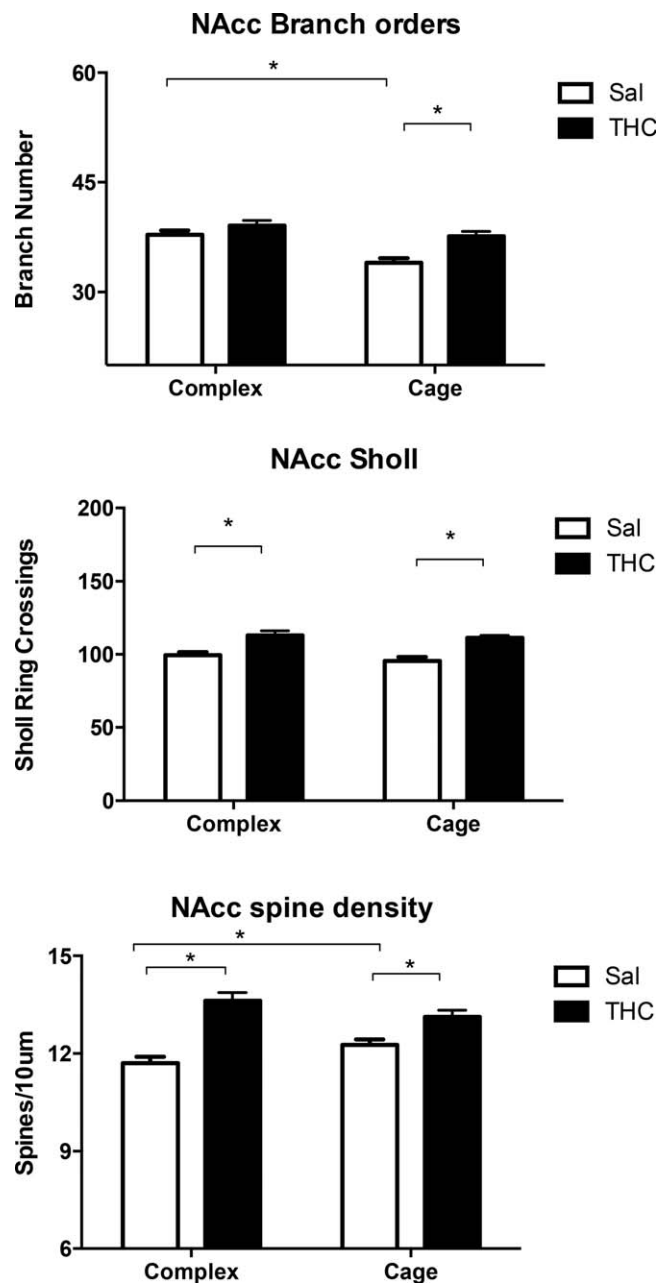 NAcc Branch orders
60
45
30
Branch Number
*
*
Sal
THC
Complex
Cage
NAcc Sholl
200
150
100
50
0
Sholl Ring Crossings
*
*
Sal
THC
Complex
Cage
NAcc spine density
15
12
9
6
Spines/10um
*
*
*
Sal
THC
Complex
Cage